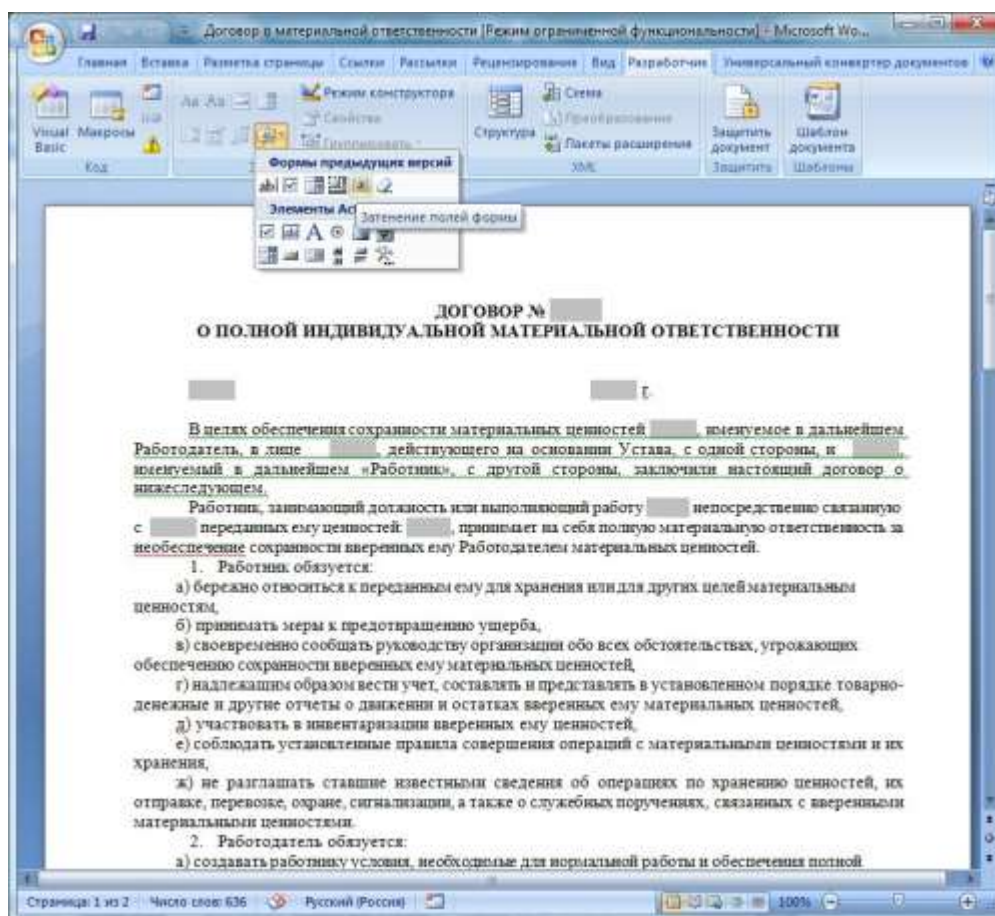 Договор о материальной ответственности [Режим ограниченной функциональности] - Microsoft Wo...
Главная Вставка Разметка страницы Ссылки Рассылки Рецензирование Вид Разработчик Универсальный конвертер документов
Visual Basic
Макросы
Код
Aa Aa
Режим конструктора
Свойства
Группировать
Структура
Схема
Преобразование
Пакеты расширения
XML
Защитить документ
Защитить
Шаблон документа
Шаблоны
Формы предыдущих версий
Элементы Act
Затенение полей формы
ДОГОВОР №
О ПОЛНОЙ ИНДИВИДУАЛЬНОЙ МАТЕРИАЛЬНОЙ ОТВЕТСТВЕННОСТИ
г.
В целях обеспечения сохранности материальных ценностей , именуемое в дальнейшем
Работодатель, в лице , действующего на основании Устава, с одной стороны, и ,
именуемый в дальнейшем «Работник», с другой стороны, заключили настоящий договор о
нижеследующем.
Работник, занимающий должность или выполняющий работу непосредственно связанную
с переданных ему ценностей: , принимает на себя полную материальную ответственность за
необеспечение сохранности вверенных ему Работодателем материальных ценностей.
1. Работник обязуется:
а) бережно относиться к переданным ему для хранения или для других целей материальным
ценностям,
б) принимать меры к предотвращению ущерба,
в) своевременно сообщать руководству организации обо всех обстоятельствах, угрожающих
обеспечению сохранности вверенных ему материальных ценностей,
г) надлежащим образом вести учет, составлять и представлять в установленном порядке товарно-
денежные и другие отчеты о движении и остатках вверенных ему материальных ценностей,
д) участвовать в инвентаризации вверенных ему ценностей,
е) соблюдать установленные правила совершения операций с материальными ценностями и их
хранения,
ж) не разглашать ставшие известными сведения об операциях по хранению ценностей, их
отправке, перевозке, охране, сигнализации, а также о служебных поручениях, связанных с вверенными
материальными ценностями.
2. Работодатель обязуется:
а) создавать работнику условия, необходимые для нормальной работы и обеспечения полной
Страница: 1 из 2 Число слов: 636 Русский (Россия) 100%